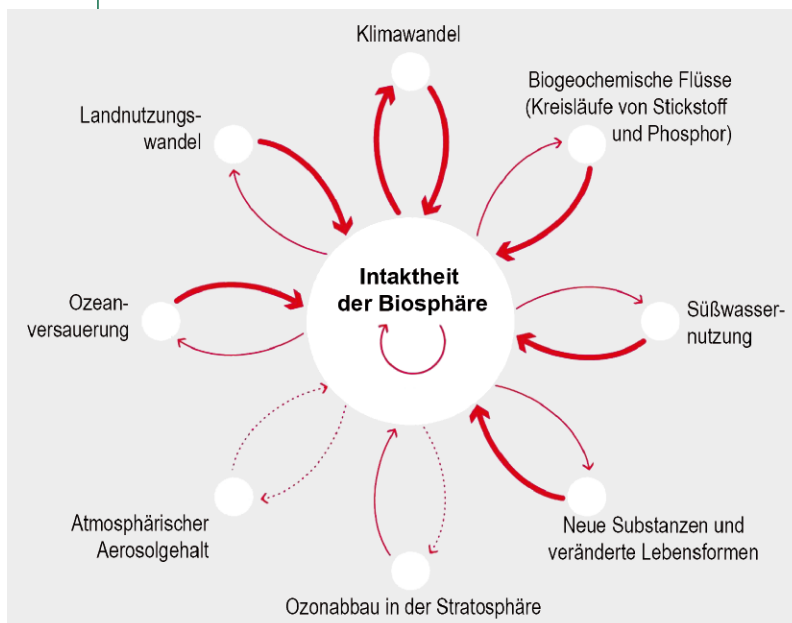 Klimawandel
Biogeochemische Flüsse
(Kreisläufe von Stickstoff
und Phosphor)
Landnutzungs-
wandel
Intaktheit
der Biosphäre
Ozean-
versauerung
Süßwasser-
nutzung
Atmosphärischer
Aerosolgehalt
Neue Substanzen und
veränderte Lebensformen
Ozonabbau in der Stratosphäre